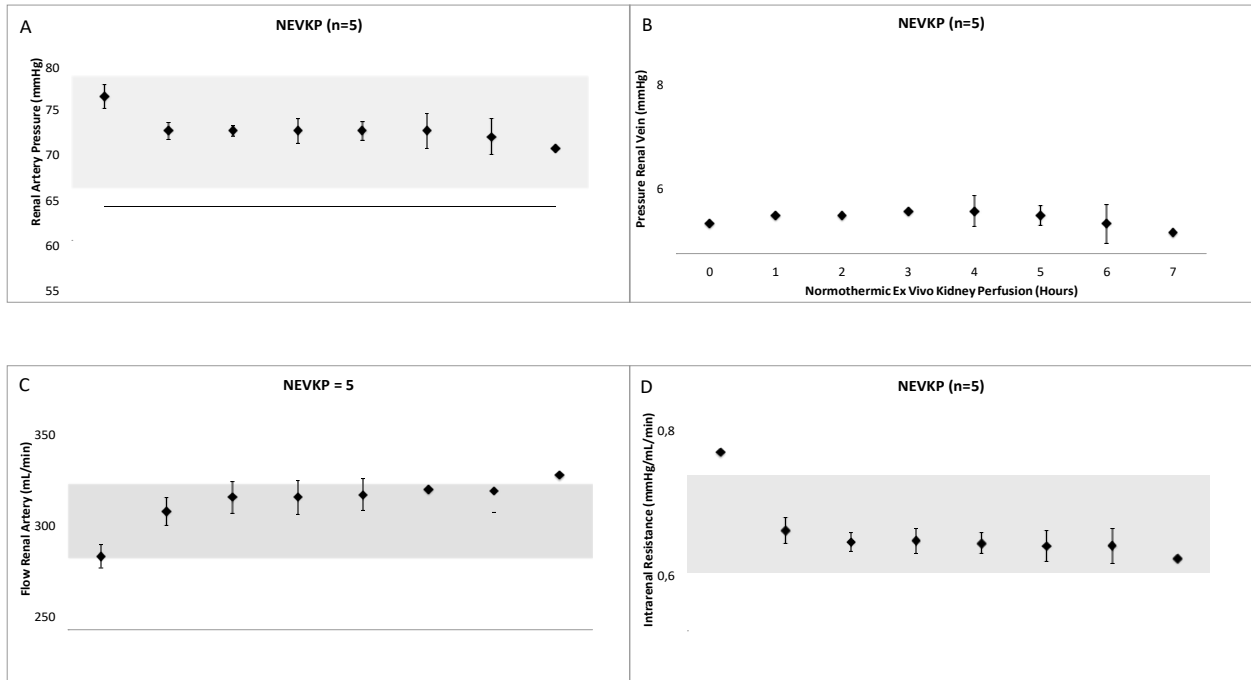 A
NEVKP (n=5)
Renal Artery Pressure (mmHg)
80
75
70
65
60
55
B
NEVKP (n=5)
Pressure Renal Vein (mmHg)
8
6
0 1 2 3 4 5 6 7
Normothermic Ex Vivo Kidney Perfusion (Hours)
C
NEVKP = 5
Flow Renal Artery (mL/min)
350
300
250
D
NEVKP (n=5)
Intrarenal Resistance (mmHg/mL/min)
0,8
0,6